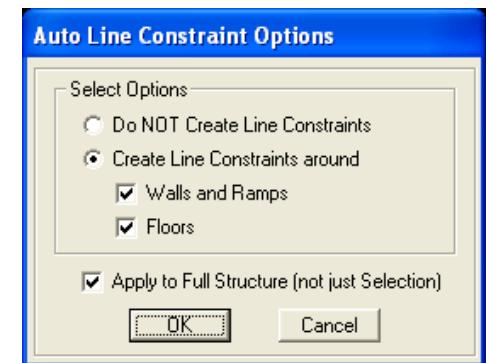 Auto Line Constraint Options
Select Options
Do NOT Create Line Constraints
Create Line Constraints around
Walls and Ramps
Floors
Apply to Full Structure (not just Selection)
OK Cancel